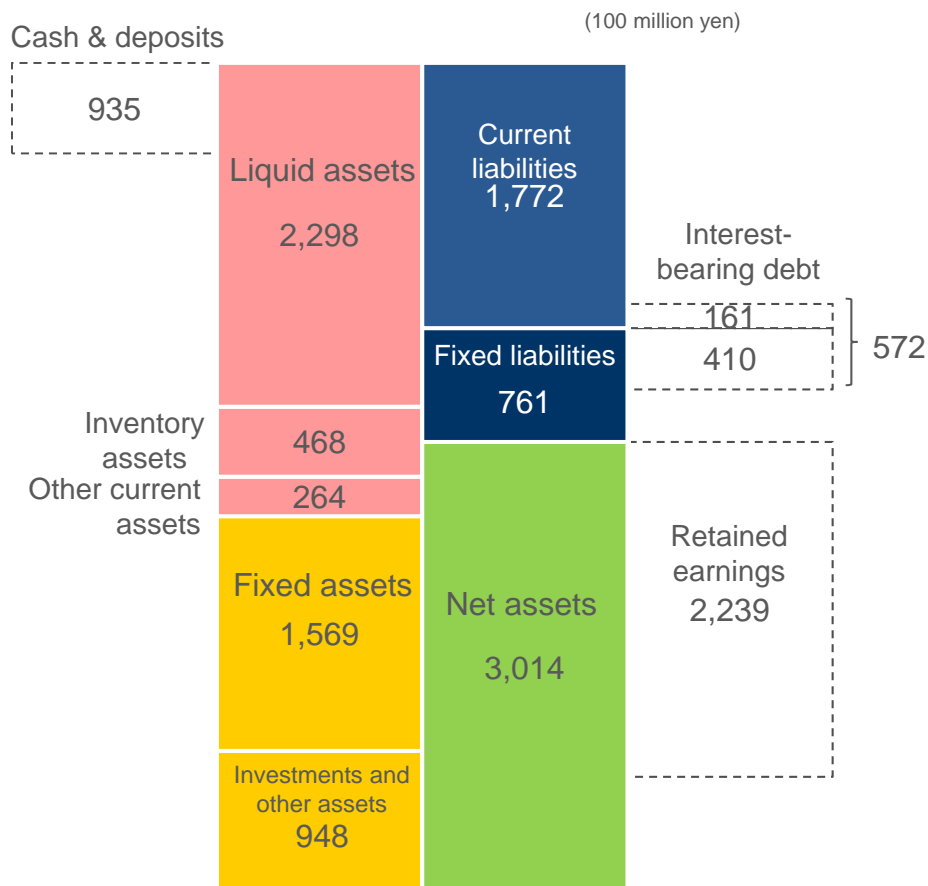 (100 million yen)
Cash & deposits
935
Liquid assets
2,298
Inventory
assets
468
Other current
assets
264
Fixed assets
1,569
Investments and
other assets
948
Current
liabilities
1,772
Fixed liabilities
761
Net assets
3,014
Interest-
bearing debt
161
410
572
Retained
earnings
2,239